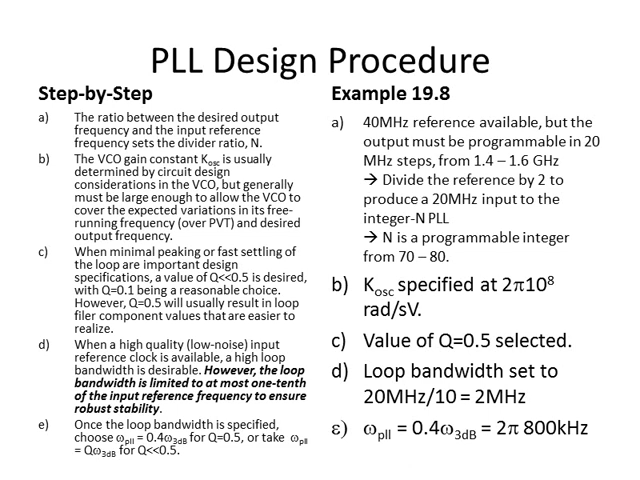 PLL Design Procedure
Step-by-Step
a) The ratio between the desired output
frequency and the input reference
frequency sets the divider ratio, N.
b) The VCO gain constant Kosc is usually
determined by circuit design
considerations in the VCO, but generally
must be large enough to allow the VCO to
cover the expected variations in its free-
running frequency (over PVT) and desired
output frequency.
c) When minimal peaking or fast settling of
the loop are important design
specifications, a value of Q<<0.5 is desired,
with Q=0.1 being a reasonable choice.
However, Q=0.5 will usually result in loop
filer component values that are easier to
realize.
d) When a high quality (low-noise) input
reference clock is available, a high loop
bandwidth is desirable. However, the loop
bandwidth is limited to at most one-tenth
of the input reference frequency to ensure
robust stability.
e) Once the loop bandwidth is specified,
choose ωpll = 0.4ω3dB for Q=0.5, or take ωpll
= Qω3dB for Q<<0.5.
Example 19.8
a) 40MHz reference available, but the
output must be programmable in 20
MHz steps, from 1.4 – 1.6 GHz
→ Divide the reference by 2 to
produce a 20MHz input to the
integer-N PLL
→ N is a programmable integer
from 70 – 80.
b) Kosc specified at 2π10⁸
rad/sV.
c) Value of Q=0.5 selected.
d) Loop bandwidth set to
20MHz/10 = 2MHz
ε) ωpll = 0.4ω3dB = 2π 800kHz